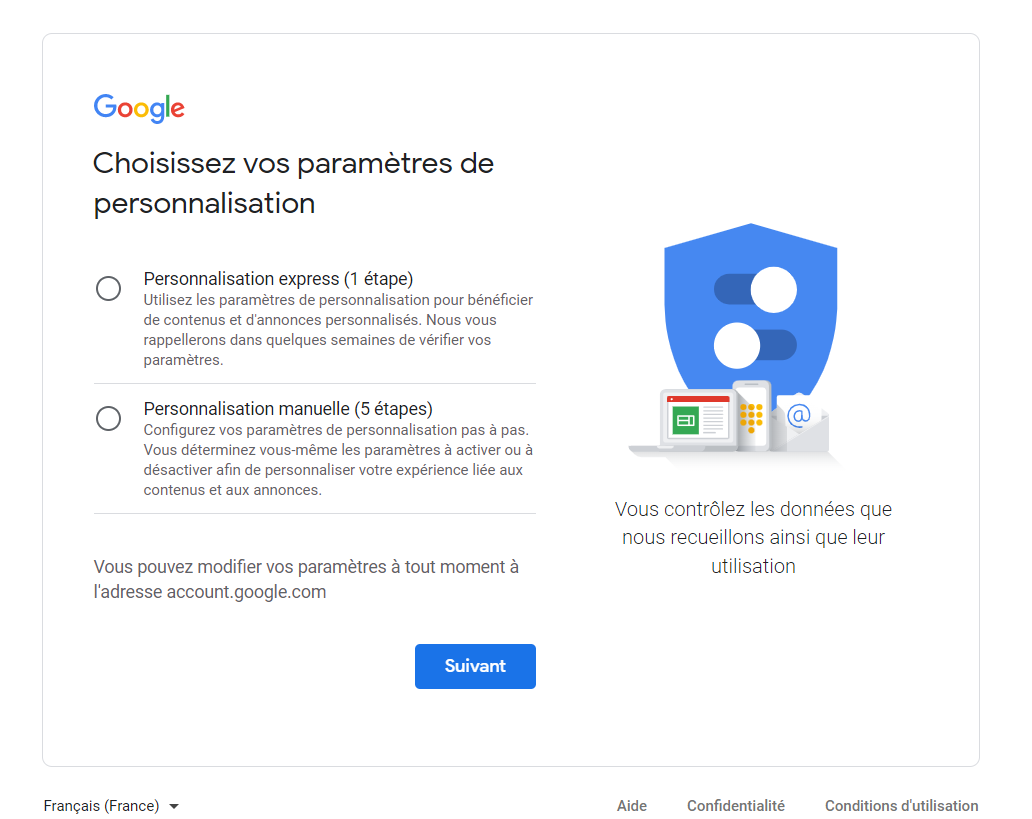 Google
Choisissez vos paramètres de
personnalisation
Personnalisation express (1 étape)
Utilisez les paramètres de personnalisation pour bénéficier
de contenus et d'annonces personnalisés. Nous vous
rappellerons dans quelques semaines de vérifier vos
paramètres.
Personnalisation manuelle (5 étapes)
Configurez vos paramètres de personnalisation pas à pas.
Vous déterminez vous-même les paramètres à activer ou à
désactiver afin de personnaliser votre expérience liée aux
contenus et aux annonces.
Vous pouvez modifier vos paramètres à tout moment à
l'adresse account.google.com
Suivant
@
Vous contrôlez les données que
nous recueillons ainsi que leur
utilisation
Français (France)
Aide
Confidentialité
Conditions d'utilisation